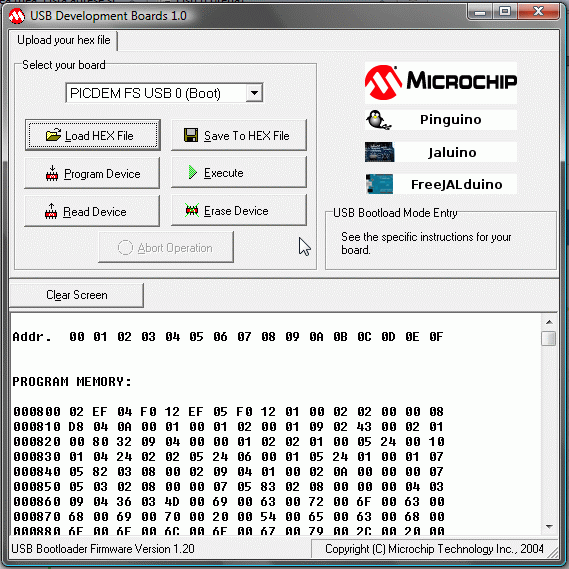 USB Development Boards 1.0
Upload your hex file
Select your board
PICDEM FS USB 0 (Boot)
Load HEX File
Save To HEX File
Program Device
Execute
Read Device
Erase Device
Abort Operation
MICROCHIP
Pinguino
Jaluino
FreeJALduino
USB Bootload Mode Entry
See the specific instructions for your
board.
Clear Screen
Addr. 00 01 02 03 04 05 06 07 08 09 0A 0B 0C 0D 0E 0F
PROGRAM MEMORY:
000800 02 EF 04 F0 12 EF 05 F0 12 01 00 02 02 00 00 08
000810 D8 04 0A 00 01 00 01 02 00 01 09 02 43 00 02 01
000820 00 80 32 09 04 00 00 01 02 02 01 00 05 24 00 10
000830 01 04 24 02 02 05 24 06 00 01 05 24 01 00 01 07
000840 05 82 03 08 00 02 09 04 01 00 02 0A 00 00 00 07
000850 05 03 02 08 00 00 07 05 83 02 08 00 00 00 04 03
000860 09 04 36 03 4D 00 69 00 63 00 72 00 6F 00 63 00
000870 68 00 69 00 70 00 20 00 54 00 65 00 63 00 68 00
000880 6E 00 6F 00 6C 00 6F 00 67 00 79 00 2C 00 20 00
USB Bootloader Firmware Version 1.20
Copyright (C) Microchip Technology Inc., 2004